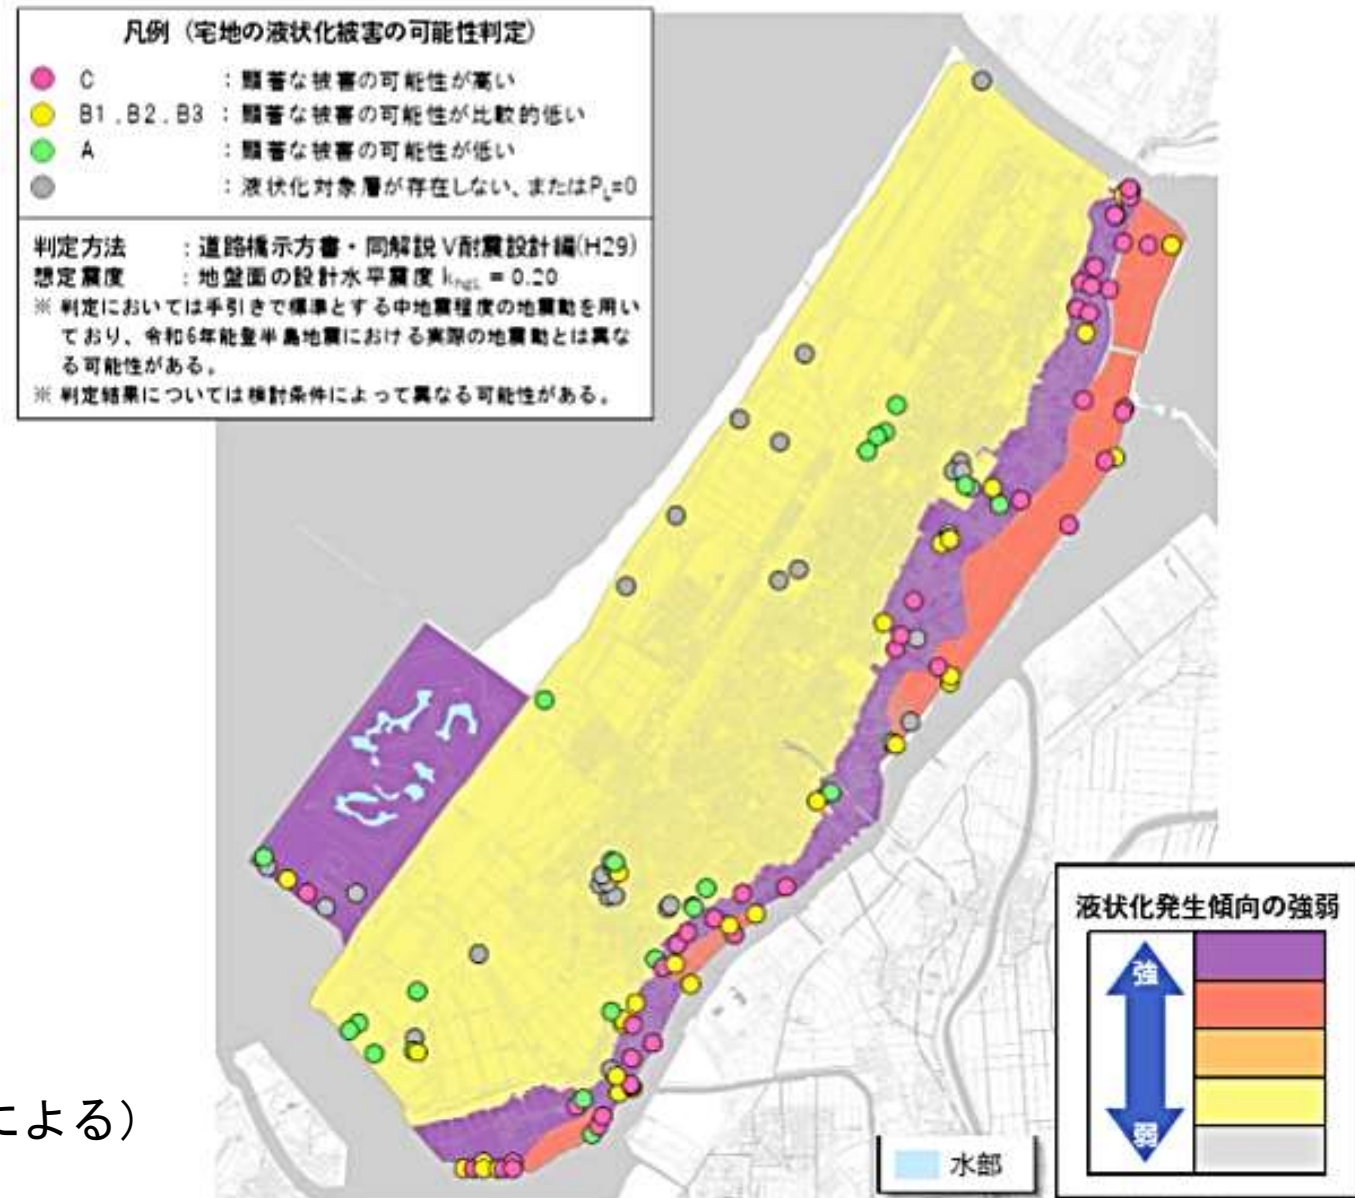 凡例（宅地の液状化被害の可能性判定）
C ：顕著な被害の可能性が高い
B1.B2.B3 ：顕著な被害の可能性が比較的低い
A ：顕著な被害の可能性が低い
：液状化対象層が存在しない、またはPL=0
判定方法 ：道路橋示方書・同解説Ⅴ耐震設計編(H29)
想定震度 ：地盤面の設計水平震度 khgL = 0.20
※ 判定においては手引きで標準とする中地震程度の地震動を用い
ており、令和6年能登半島地震における実際の地震動とは異な
る可能性がある。
※ 判定結果については検討条件によって異なる可能性がある。
液状化発生傾向の強弱
強
弱
水部
による）